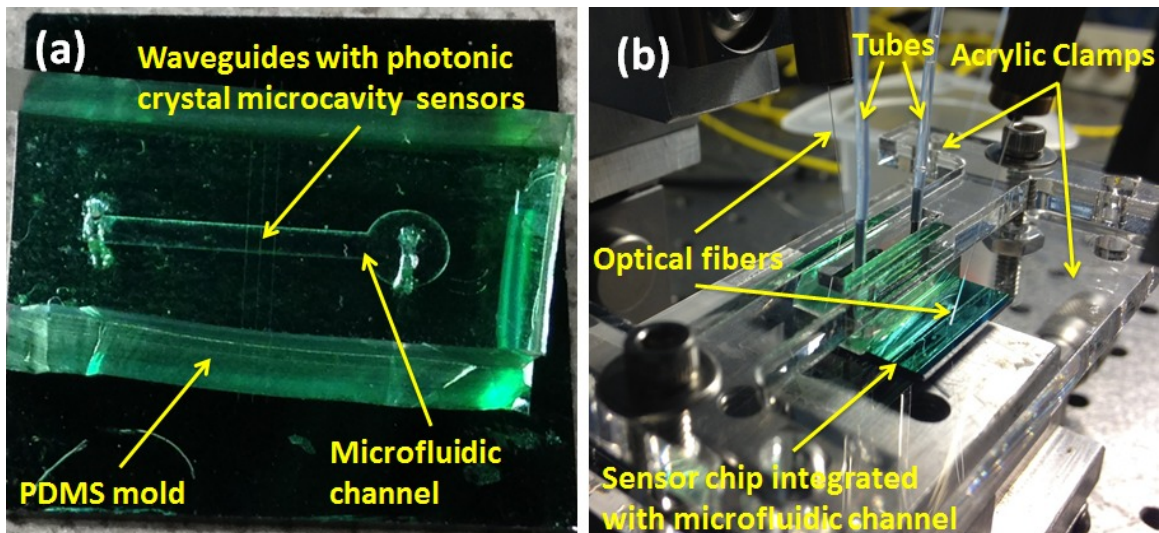 (a)
Waveguides with photonic
crystal microcavity sensors
PDMS mold
Microfluidic
channel
(b)
Tubes
Acrylic Clamps
Optical fibers
Sensor chip integrated
with microfluidic channel